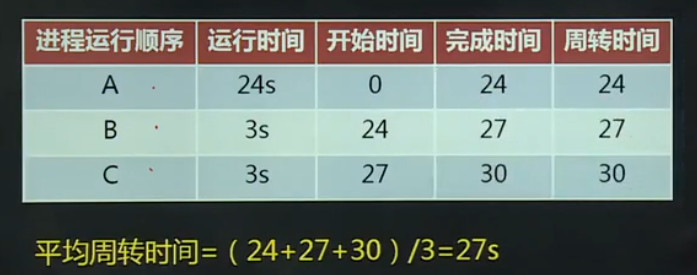 进程运行顺序 运行时间 开始时间 完成时间 周转时间
A 24s 0 24 24
B 3s 24 27 27
C 3s 27 30 30
平均周转时间=（24+27+30）/3=27s